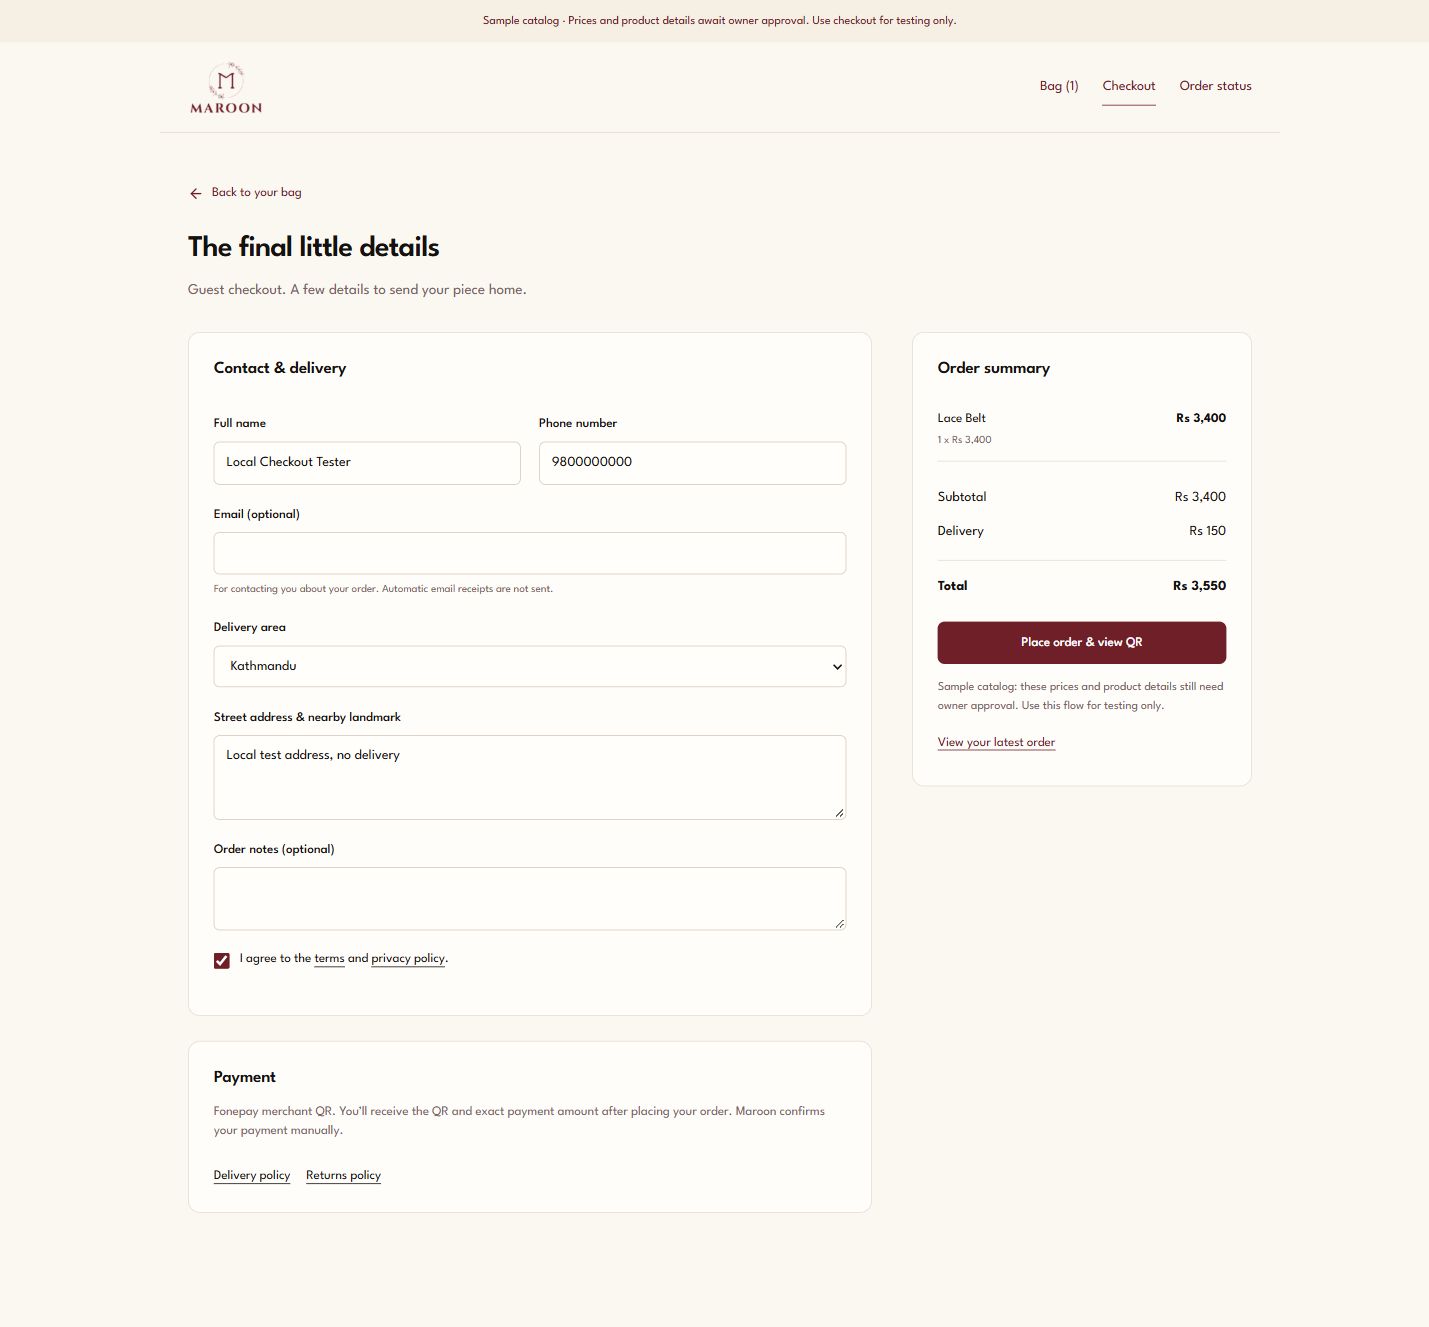 Sample catalog · Prices and product details await owner approval. Use checkout for testing only.
M
MAROON
Bag (1)
Checkout
Order status
Back to your bag
The final little details
Guest checkout. A few details to send your piece home.
Contact & delivery
Full name
Phone number
Local Checkout Tester
9800000000
Email (optional)
For contacting you about your order. Automatic email receipts are not sent.
Delivery area
Kathmandu
Street address & nearby landmark
Local test address, no delivery
Order notes (optional)
I agree to the terms and privacy policy.
Payment
Fonepay merchant QR. You'll receive the QR and exact payment amount after placing your order. Maroon confirms
your payment manually.
Delivery policy
Returns policy
Order summary
Lace Belt
Rs 3,400
1 x Rs 3,400
Subtotal
Rs 3,400
Delivery
Rs 150
Total
Rs 3,550
Place order & view QR
Sample catalog: these prices and product details still need
owner approval. Use this flow for testing only.
View your latest order